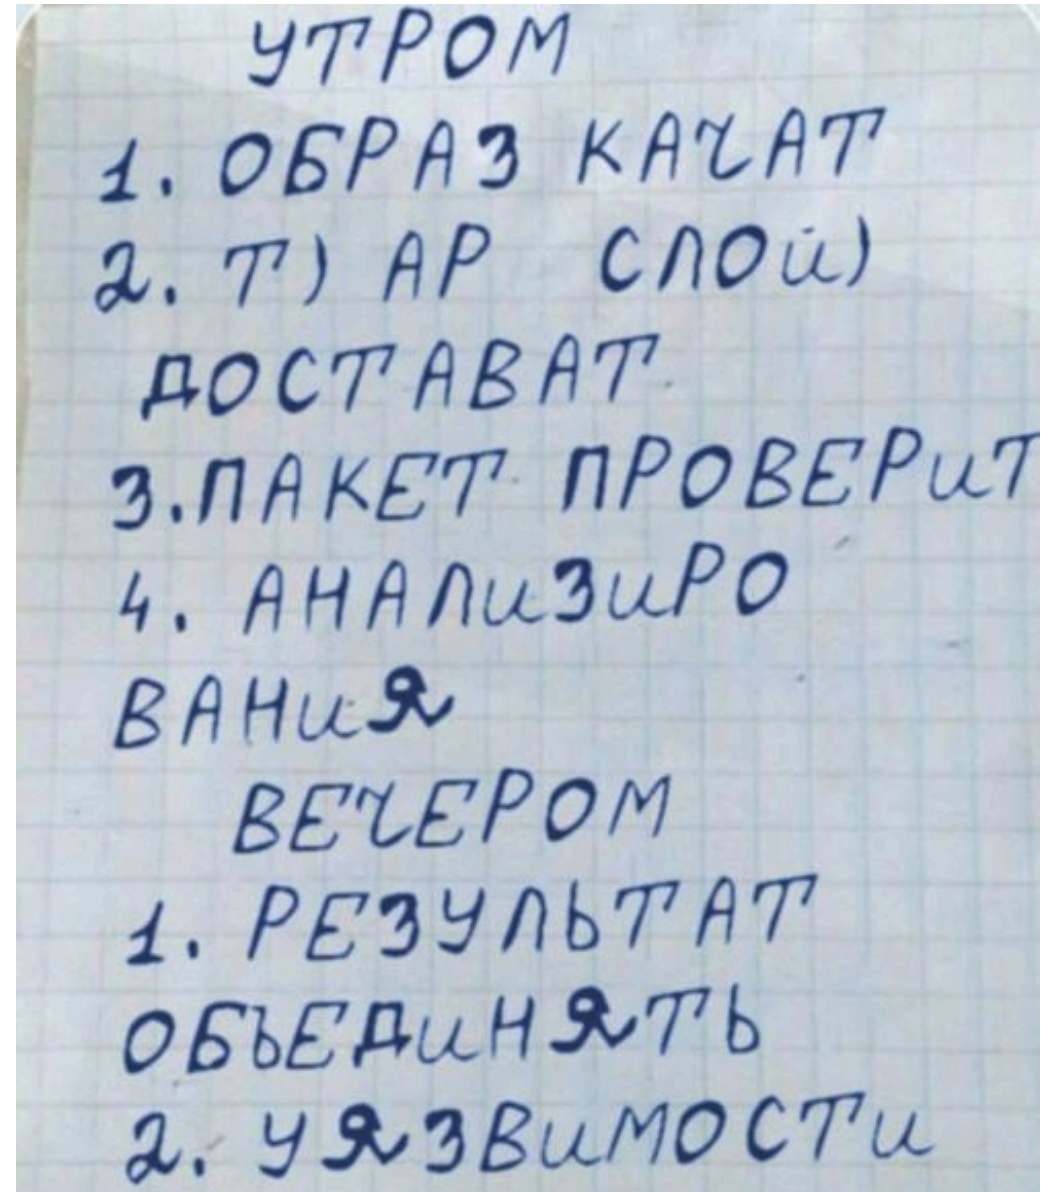 УТРОМ
1. ОБРАЗ КАЧАТ
2. Т) АР СЛОЙ)
ДОСТАВАТ
3. ПАКЕТ ПРОВЕРИТ
4. АНАЛИЗИРО
ВАНИЯ
ВЕЧЕРОМ
1. РЕЗУЛЬТАТ
ОБЪЕДИНЯТЬ
2. УЯЗВИМОСТИ